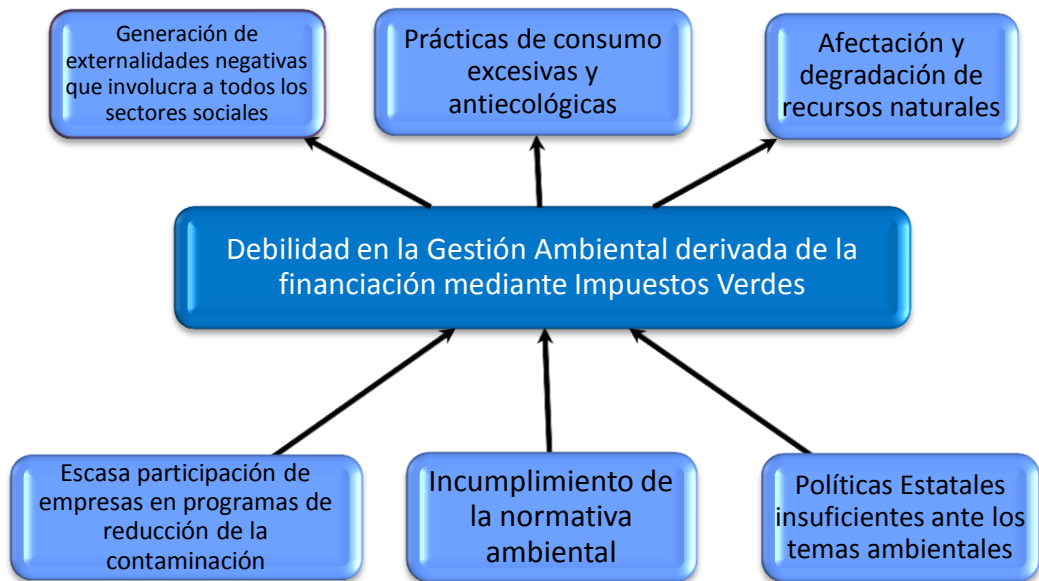 Generación de
externalidades negativas
que involucra a todos los
sectores sociales
Prácticas de consumo
excesivas y
antiecológicas
Afectación y
degradación de
recursos naturales
Debilidad en la Gestión Ambiental derivada de la
financiación mediante Impuestos Verdes
Escasa participación de
empresas en programas de
reducción de la
contaminación
Incumplimiento de
la normativa
ambiental
Políticas Estatales
insuficientes ante los
temas ambientales